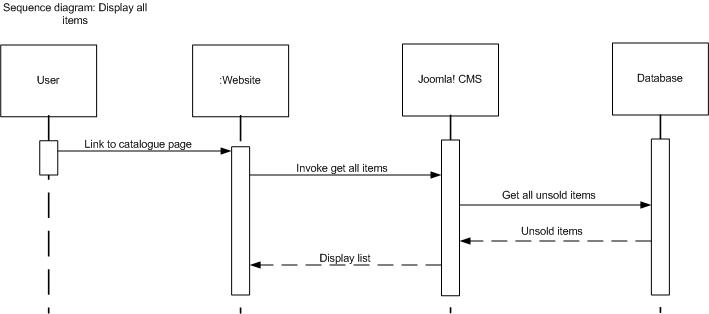 Sequence diagram: Display all
items
User
:Website
Joomla! CMS
Database
Link to catalogue page
Invoke get all items
Get all unsold items
Unsold items
Display list